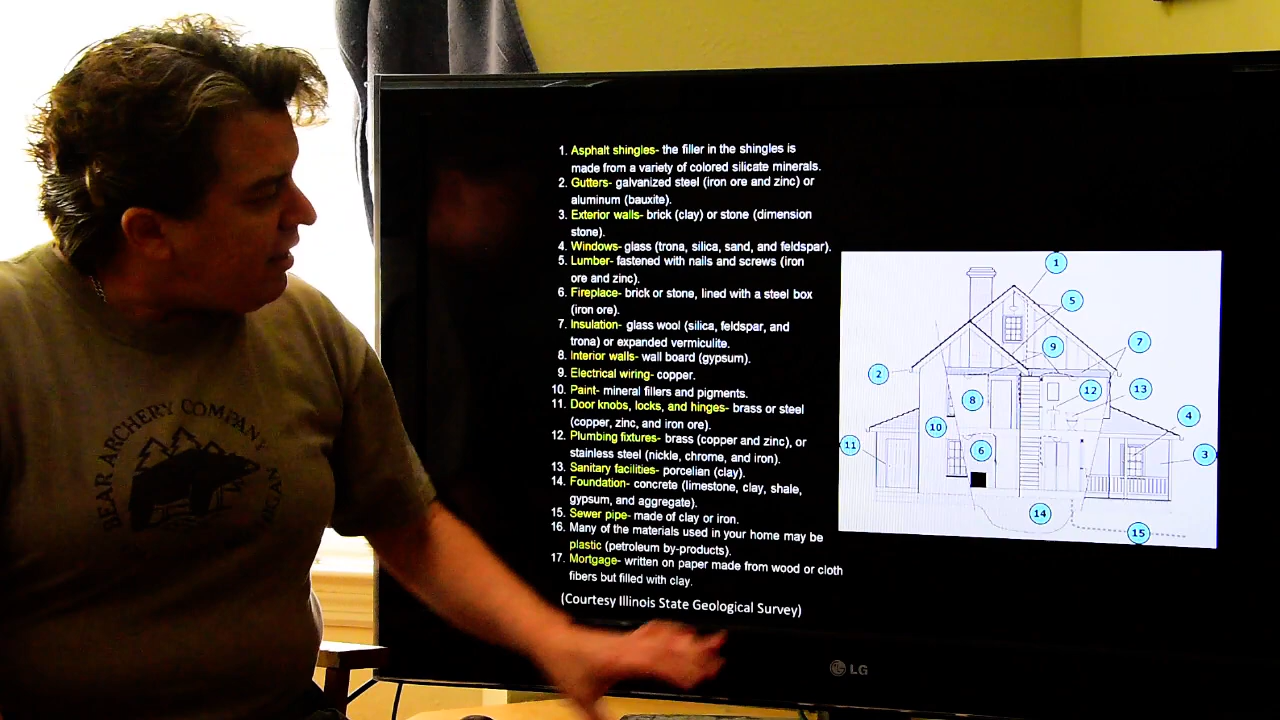 1. Asphalt shingles- the filler in the shingles is
made from a variety of colored silicate minerals.
2. Gutters- galvanized steel (iron ore and zinc) or
aluminum (bauxite).
3. Exterior walls- brick (clay) or stone (dimension
stone).
4. Windows- glass (trona, silica, sand, and feldspar).
5. Lumber- fastened with nails and screws (iron
ore and zinc).
6. Fireplace- brick or stone, lined with a steel box
(iron ore).
7. Insulation- glass wool (silica, feldspar, and
trona) or expanded vermiculite.
8. Interior walls- wall board (gypsum).
9. Electrical wiring- copper.
10. Paint- mineral fillers and pigments.
11. Door knobs, locks, and hinges- brass or steel
(copper, zinc, and iron ore).
12. Plumbing fixtures- brass (copper and zinc), or
stainless steel (nickle, chrome, and iron).
13. Sanitary facilities- porcelian (clay).
14. Foundation- concrete (limestone, clay, shale,
gypsum, and aggregate).
15. Sewer pipe- made of clay or iron.
16. Many of the materials used in your home may be
plastic (petroleum by-products).
17. Mortgage- written on paper made from wood or cloth
fibers but filled with clay.
(Courtesy Illinois State Geological Survey)
1
5
9
7
2
8
12
13
4
10
11
6
3
14
15
BEAR ARCHERY COMPANY
LG